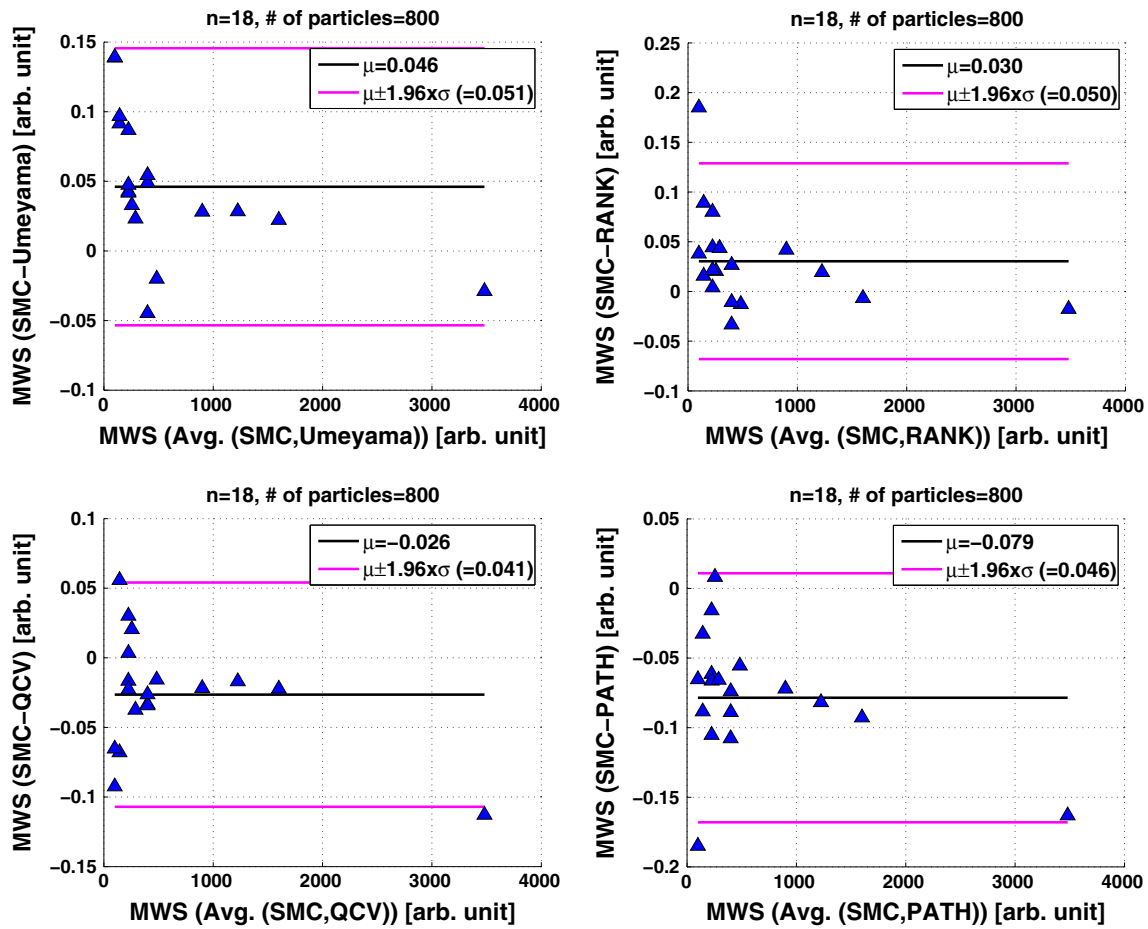 n=18, # of particles=800
MWS (SMC−Umeyama) [arb. unit]
0.15
0.1
0.05
0
−0.05
−0.1
μ=0.046
μ±1.96xσ (=0.051)
0 1000 2000 3000 4000
MWS (Avg. (SMC,Umeyama)) [arb. unit]
n=18, # of particles=800
MWS (SMC−RANK) [arb. unit]
0.25
0.2
0.15
0.1
0.05
0
−0.05
−0.1
μ=0.030
μ±1.96xσ (=0.050)
0 1000 2000 3000 4000
MWS (Avg. (SMC,RANK)) [arb. unit]
n=18, # of particles=800
MWS (SMC−QCV) [arb. unit]
0.1
0.05
0
−0.05
−0.1
−0.15
μ=−0.026
μ±1.96xσ (=0.041)
0 1000 2000 3000 4000
MWS (Avg. (SMC,QCV)) [arb. unit]
n=18, # of particles=800
MWS (SMC−PATH) [arb. unit]
0.05
0
−0.05
−0.1
−0.15
−0.2
μ=−0.079
μ±1.96xσ (=0.046)
0 1000 2000 3000 4000
MWS (Avg. (SMC,PATH)) [arb. unit]